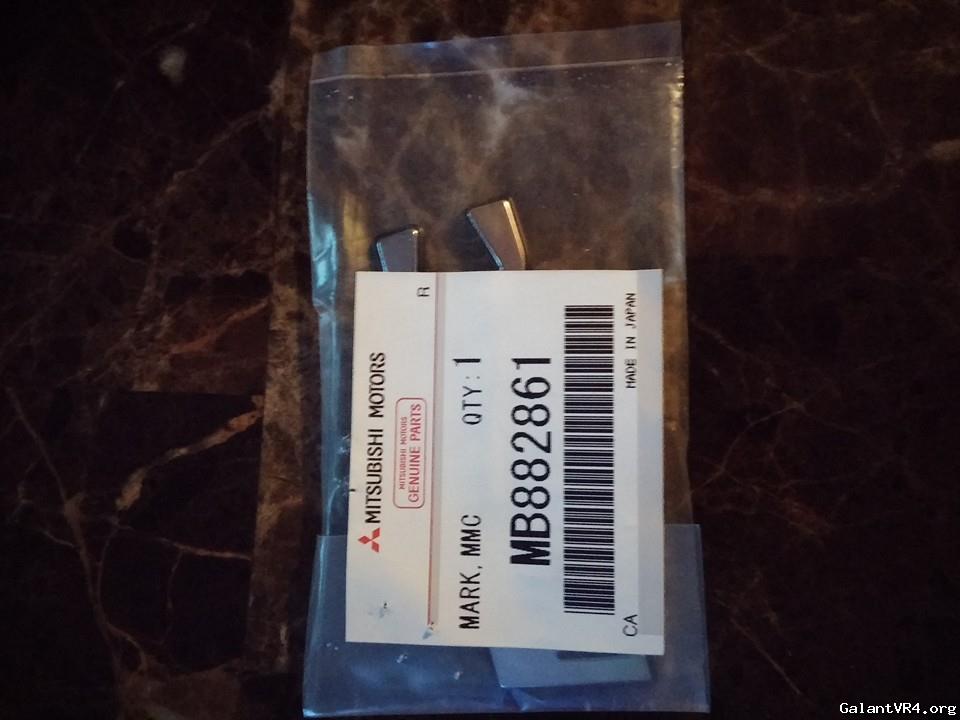 MITSUBISHI MOTORS
MITSUBISHI MOTORS
GENUINE PARTS
R
MARK, MMC QTY:1
MB882861
CA
MADE IN JAPAN
GalantVR4.org